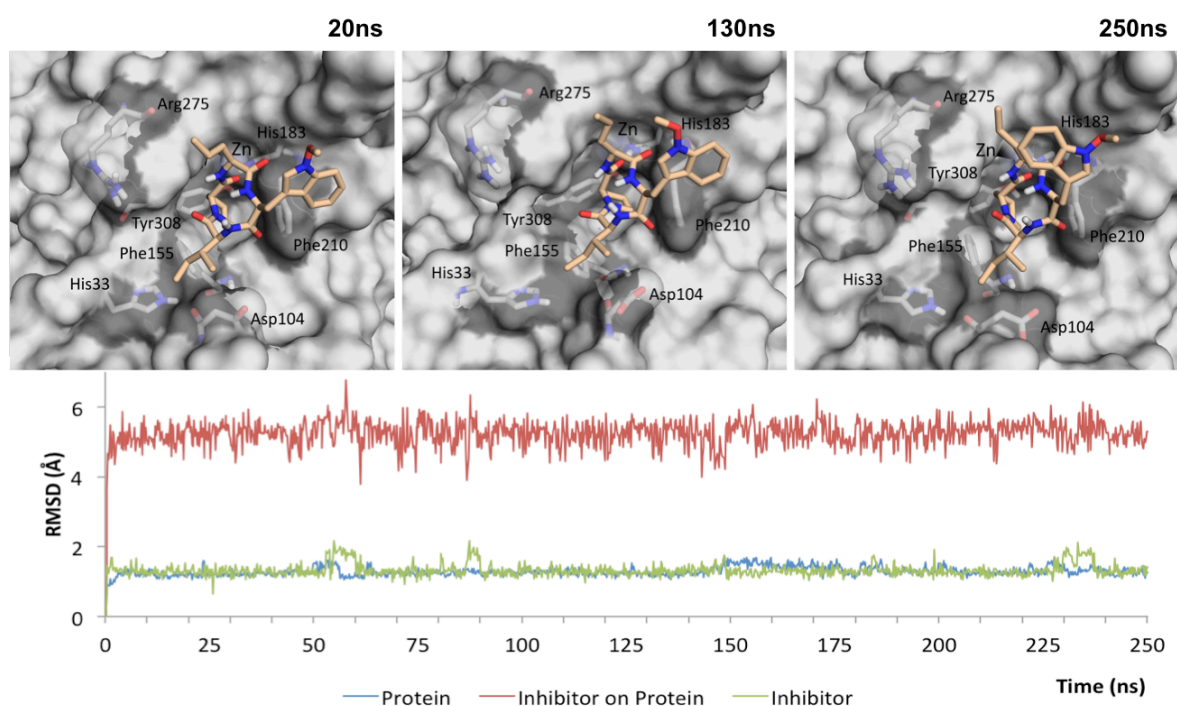 20ns
130ns
250ns
Arg275
His183
Zn
Tyr308
Phe210
Phe155
His33
Asp104
Arg275
Zn
His183
Tyr308
Phe210
Phe155
His33
Asp104
Arg275
His183
Zn
Tyr308
Phe210
Phe155
His33
Asp104
RMSD (Å)
6
4
2
0
0 25 50 75 100 125 150 175 200 225 250
Time (ns)
Protein Inhibitor on Protein Inhibitor